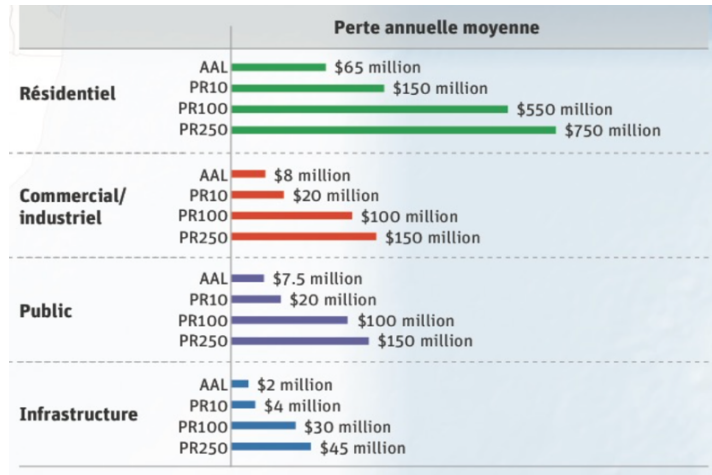 Perte annuelle moyenne
Résidentiel
AAL $65 million
PR10 $150 million
PR100 $550 million
PR250 $750 million
Commercial/
industriel
AAL $8 million
PR10 $20 million
PR100 $100 million
PR250 $150 million
Public
AAL $7.5 million
PR10 $20 million
PR100 $100 million
PR250 $150 million
Infrastructure
AAL $2 million
PR10 $4 million
PR100 $30 million
PR250 $45 million